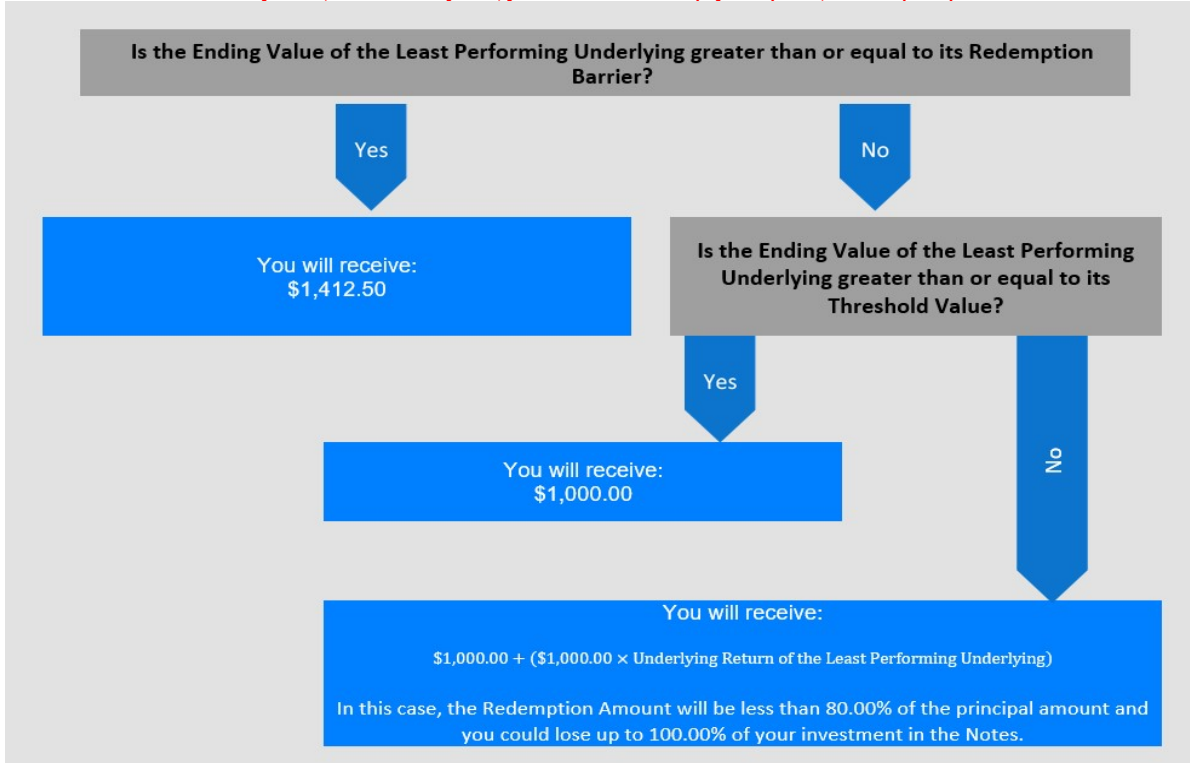 Is the Ending Value of the Least Performing Underlying greater than or equal to its Redemption
Barrier?
Yes
No
You will receive:
$1,412.50
Is the Ending Value of the Least Performing
Underlying greater than or equal to its
Threshold Value?
Yes
No
You will receive:
$1,000.00
You will receive:
$1,000.00 + ($1,000.00 × Underlying Return of the Least Performing Underlying)
In this case, the Redemption Amount will be less than 80.00% of the principal amount and
you could lose up to 100.00% of your investment in the Notes.